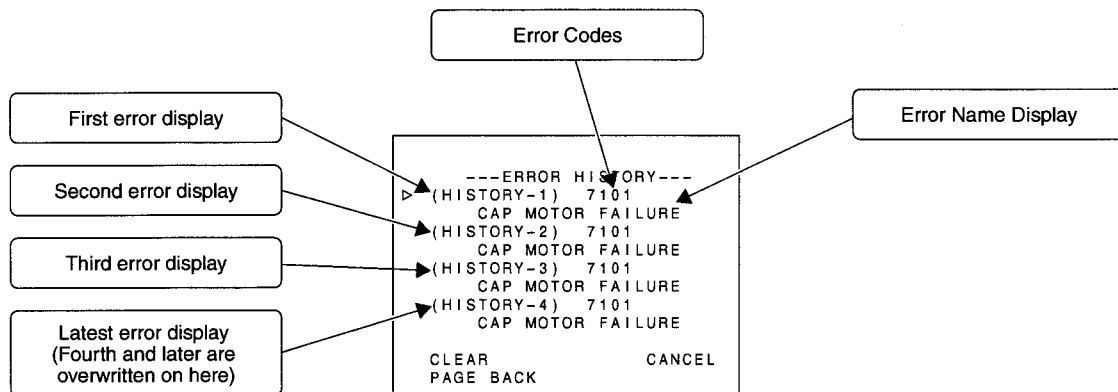 Error Codes
First error display
Error Name Display
Second error display
Third error display
Latest error display
(Fourth and later are
overwritten on here)
---ERROR HISTORY---
▷ (HISTORY-1) 7101
CAP MOTOR FAILURE
(HISTORY-2) 7101
CAP MOTOR FAILURE
(HISTORY-3) 7101
CAP MOTOR FAILURE
(HISTORY-4) 7101
CAP MOTOR FAILURE
CLEAR CANCEL
PAGE BACK